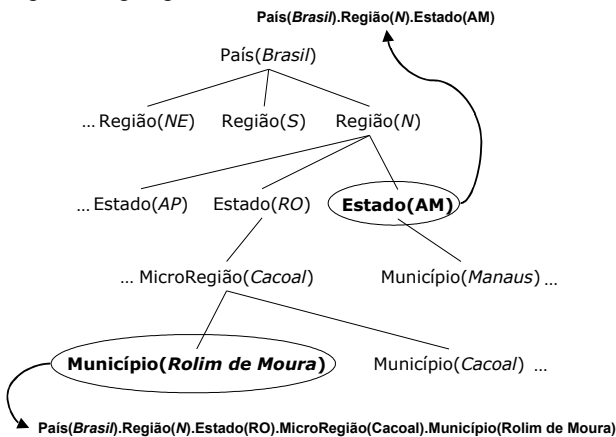 País(Brasil).Região(N).Estado(AM)
País(Brasil)
... Região(NE) Região(S) Região(N)
... Estado(AP) Estado(RO) Estado(AM)
... MicroRegião(Cacoal) Município(Manaus) ...
Município(Rolim de Moura) Município(Cacoal) ...
País(Brasil).Região(N).Estado(RO).MicroRegião(Cacoal).Município(Rolim de Moura)